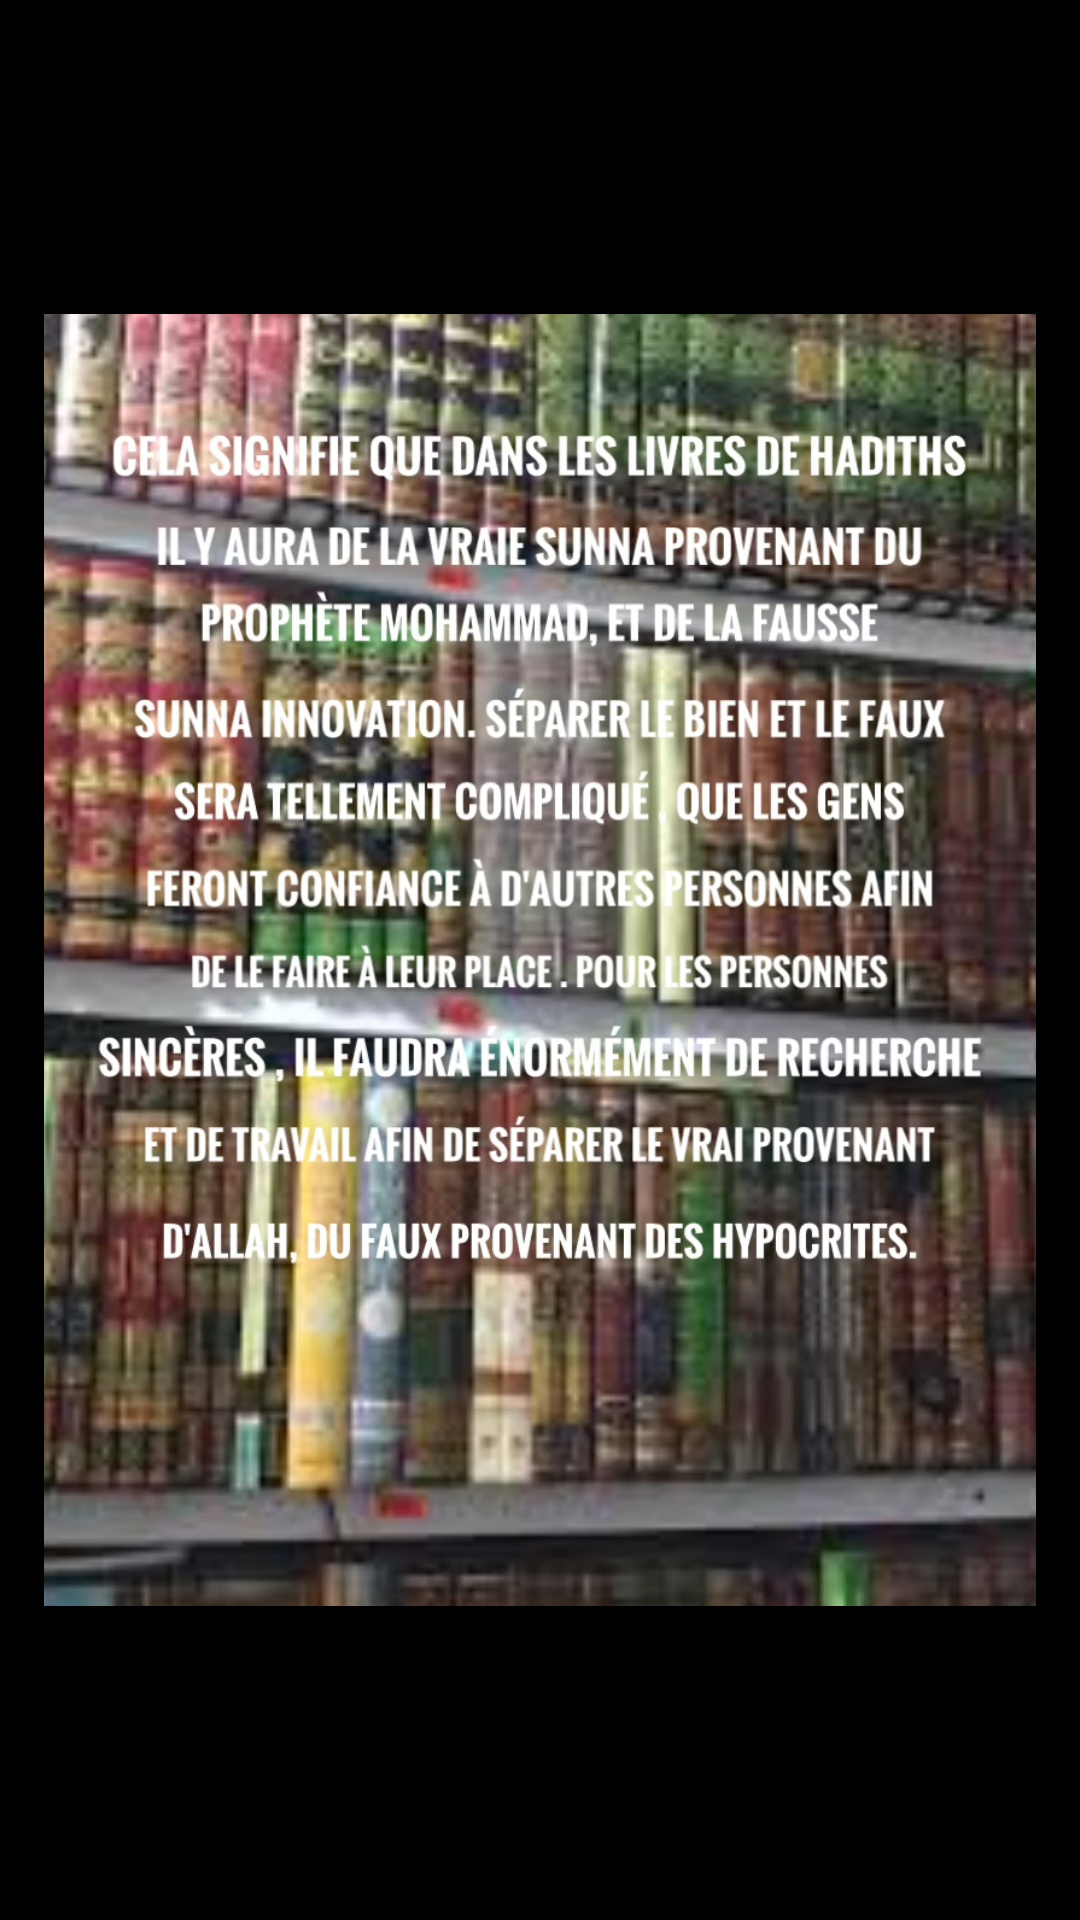 CELA SIGNIFIE QUE DANS LES LIVRES DE HADITHS
IL Y AURA DE LA VRAIE SUNNA PROVENANT DU
PROPHÈTE MOHAMMAD, ET DE LA FAUSSE
SUNNA INNOVATION. SÉPARER LE BIEN ET LE FAUX
SERA TELLEMENT COMPLIQUÉ , QUE LES GENS
FERONT CONFIANCE À D'AUTRES PERSONNES AFIN
DE LE FAIRE À LEUR PLACE . POUR LES PERSONNES
SINCÈRES , IL FAUDRA ÉNORMÉMENT DE RECHERCHE
ET DE TRAVAIL AFIN DE SÉPARER LE VRAI PROVENANT
D'ALLAH, DU FAUX PROVENANT DES HYPOCRITES.